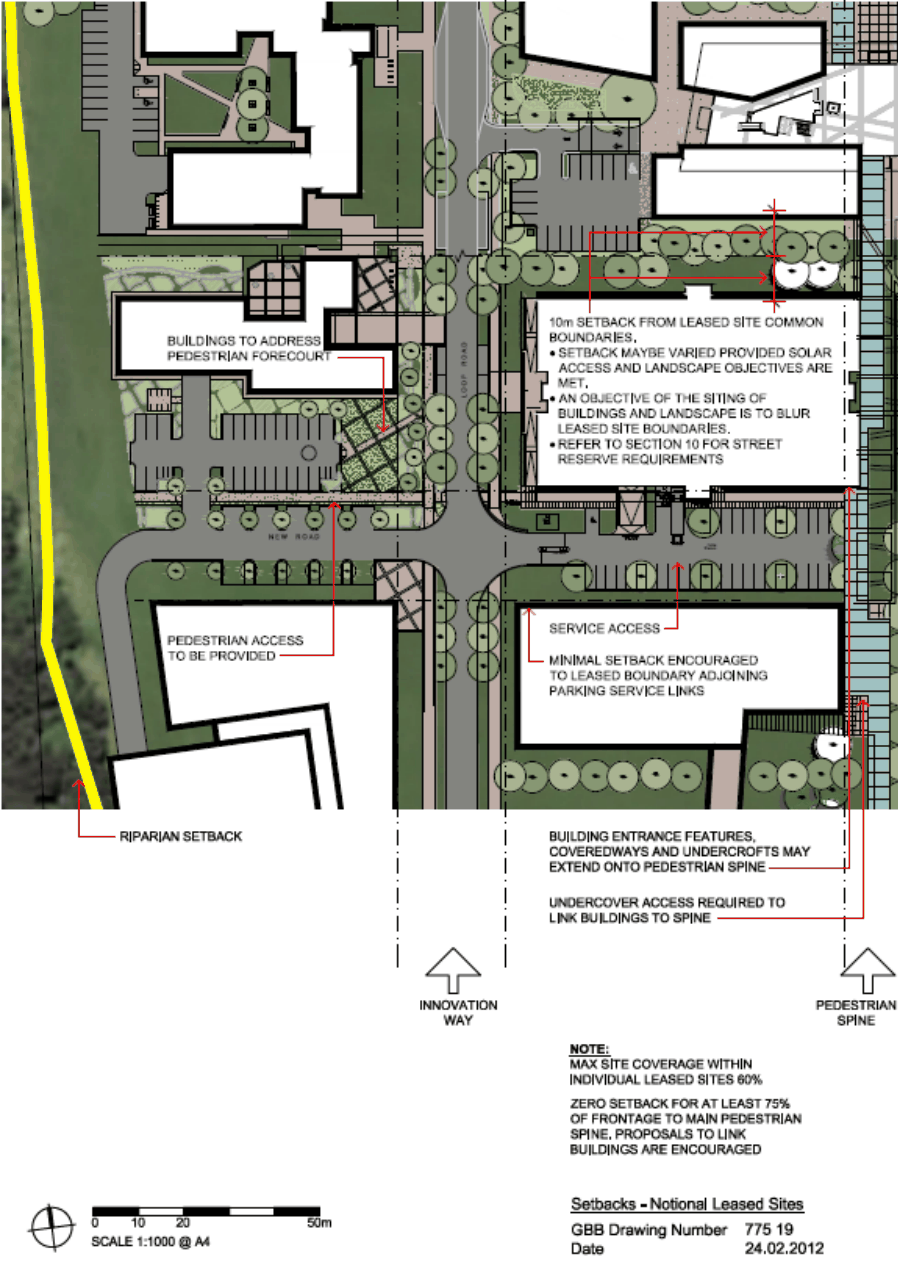 BUILDINGS TO ADDRESS
PEDESTRIAN FORECOURT
LOOP ROAD
10m SETBACK FROM LEASED SITE COMMON
BOUNDARIES.
• SETBACK MAYBE VARIED PROVIDED SOLAR
ACCESS AND LANDSCAPE OBJECTIVES ARE
MET.
• AN OBJECTIVE OF THE SITING OF
BUILDINGS AND LANDSCAPE IS TO BLUR
LEASED SITE BOUNDARIES.
• REFER TO SECTION 10 FOR STREET
RESERVE REQUIREMENTS
NEW ROAD
PEDESTRIAN ACCESS
TO BE PROVIDED
SERVICE ACCESS
MINIMAL SETBACK ENCOURAGED
TO LEASED BOUNDARY ADJOINING
PARKING SERVICE LINKS
RIPARIAN SETBACK
BUILDING ENTRANCE FEATURES,
COVEREDWAYS AND UNDERCROFTS MAY
EXTEND ONTO PEDESTRIAN SPINE
UNDERCOVER ACCESS REQUIRED TO
LINK BUILDINGS TO SPINE
INNOVATION
WAY
PEDESTRIAN
SPINE
NOTE:
MAX SITE COVERAGE WITHIN
INDIVIDUAL LEASED SITES 60%
ZERO SETBACK FOR AT LEAST 75%
OF FRONTAGE TO MAIN PEDESTRIAN
SPINE. PROPOSALS TO LINK
BUILDINGS ARE ENCOURAGED
0 10 20 50m
SCALE 1:1000 @ A4
Setbacks - Notional Leased Sites
GBB Drawing Number 775 19
Date 24.02.2012